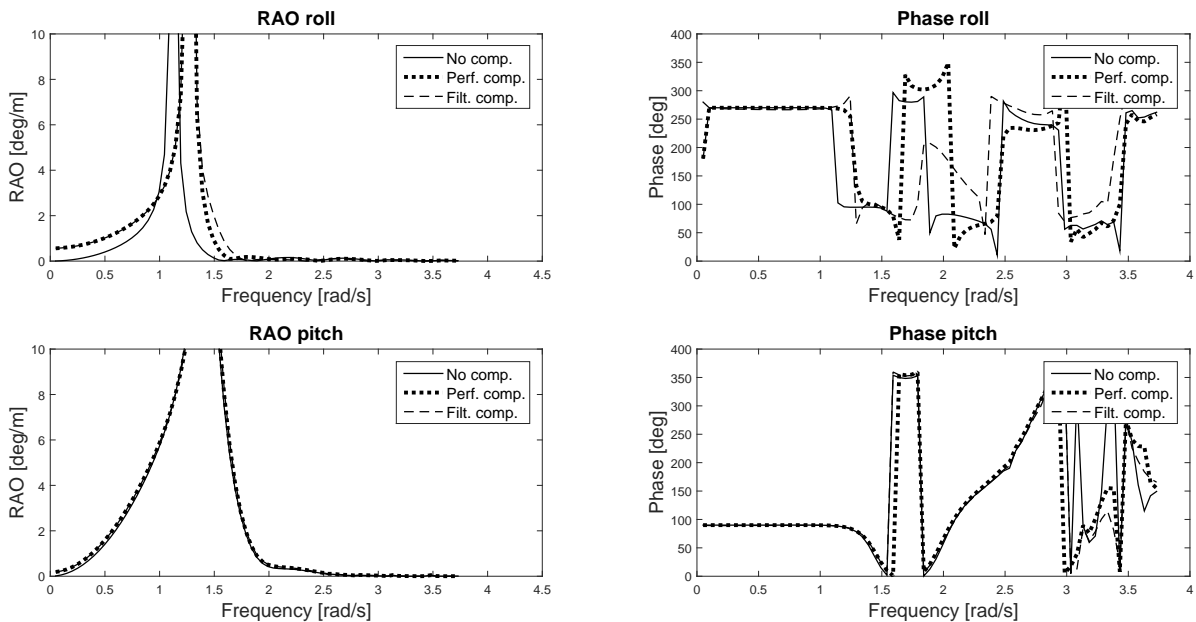 RAO roll
10
8
6
4
2
0
RAO [deg/m]
No comp.
Perf. comp.
Filt. comp.
0 0.5 1 1.5 2 2.5 3 3.5 4 4.5
Frequency [rad/s]
Phase roll
400
350
300
250
200
150
100
50
0
Phase [deg]
No comp.
Perf. comp.
Filt. comp.
0 0.5 1 1.5 2 2.5 3 3.5 4
Frequency [rad/s]
RAO pitch
10
8
6
4
2
0
RAO [deg/m]
No comp.
Perf. comp.
Filt. comp.
0 0.5 1 1.5 2 2.5 3 3.5 4 4.5
Frequency [rad/s]
Phase pitch
400
350
300
250
200
150
100
50
0
Phase [deg]
No comp.
Perf. comp.
Filt. comp.
0 0.5 1 1.5 2 2.5 3 3.5 4
Frequency [rad/s]